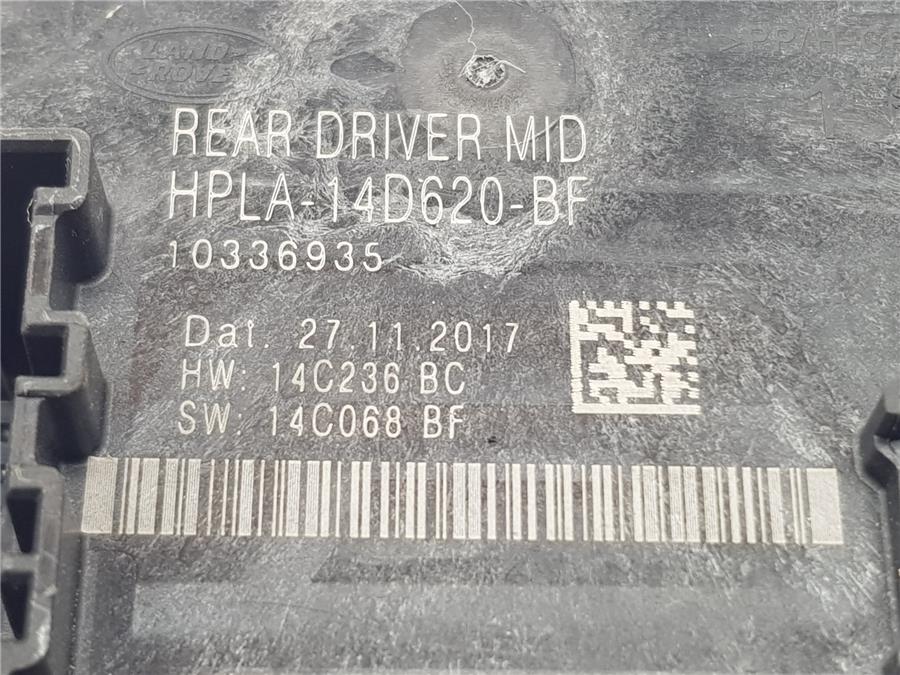 LAND
ROVER
REAR DRIVER MID
HPLA-14D620-BF
10336935
Dat. 27.11.2017
HW: 14C236 BC
SW: 14C068 BF
1